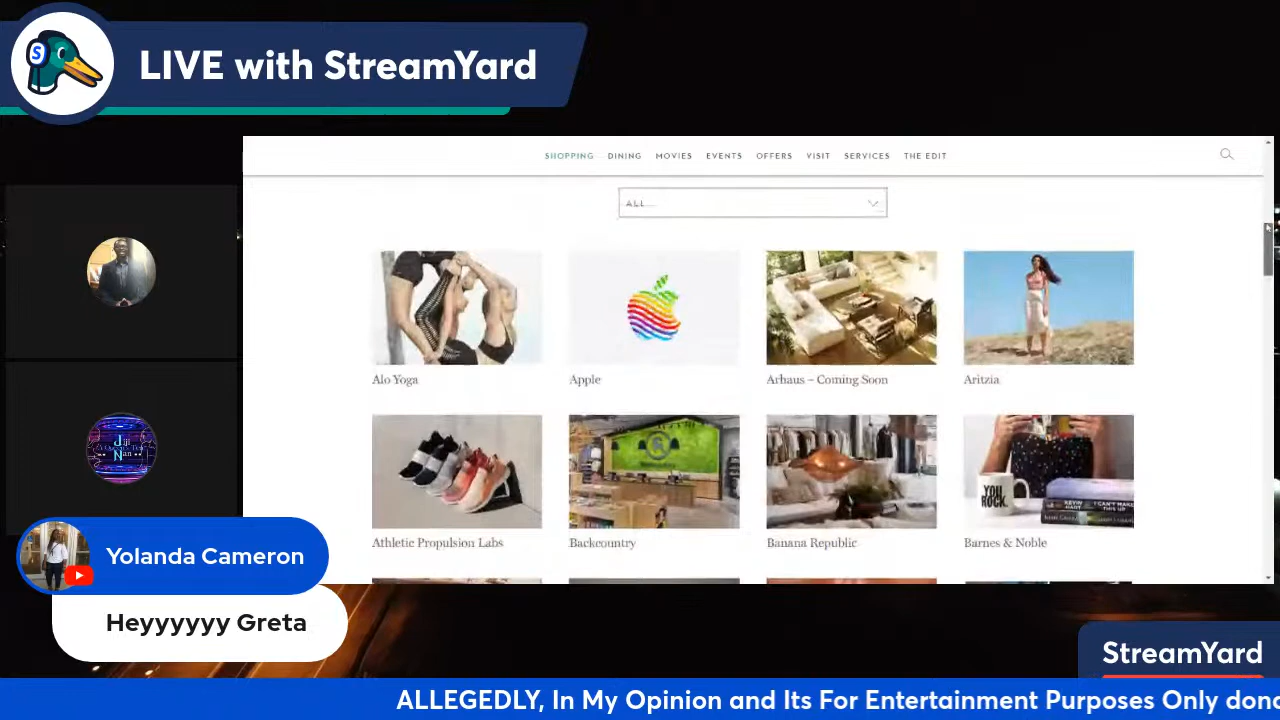 LIVE with StreamYard
SHOPPING DINING MOVIES EVENTS OFFERS VISIT SERVICES THE EDIT
ALL
Alo Yoga
Apple
Arhaus – Coming Soon
Aritzia
YOU ROCK.
Athletic Propulsion Labs
Backcountry
Banana Republic
Barnes & Noble
Yolanda Cameron
Heyyyyyy Greta
StreamYard
ALLEGEDLY, In My Opinion and Its For Entertainment Purposes Only